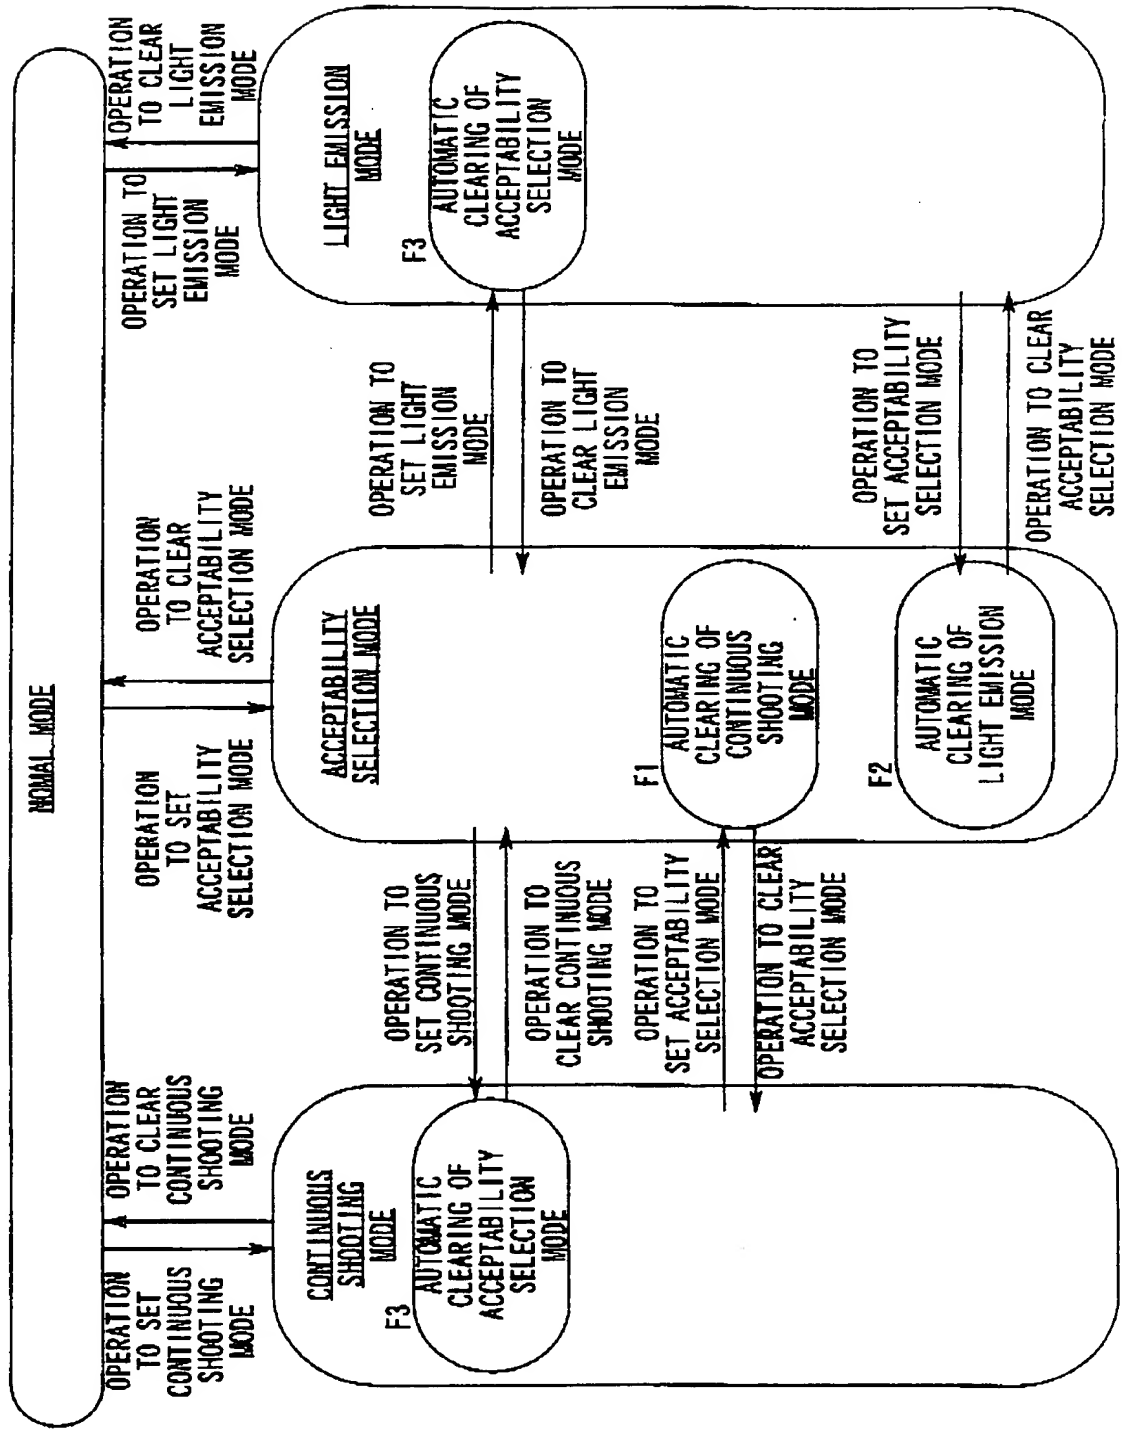 NOMAL MODE
OPERATION
TO SET
CONTINUOUS
SHOOTING
MODE
OPERATION
TO CLEAR
CONTINUOUS
SHOOTING
MODE
OPERATION
TO SET
ACCEPTABILITY
SELECTION MODE
OPERATION
TO CLEAR
ACCEPTABILITY
SELECTION MODE
OPERATION TO
SET LIGHT
EMISSION
MODE
OPERATION
TO CLEAR
LIGHT
EMISSION
MODE
CONTINUOUS
SHOOTING
MODE
F3
AUTOMATIC
CLEARING OF
ACCEPTABILITY
SELECTION
MODE
OPERATION TO
SET CONTINUOUS
SHOOTING MODE
OPERATION TO
CLEAR CONTINUOUS
SHOOTING MODE
OPERATION TO
SET ACCEPTABILITY
SELECTION MODE
OPERATION TO CLEAR
ACCEPTABILITY
SELECTION MODE
ACCEPTABILITY
SELECTION MODE
F1
AUTOMATIC
CLEARING OF
CONTINUOUS
SHOOTING
MODE
F2
AUTOMATIC
CLEARING OF
LIGHT EMISSION
MODE
OPERATION TO
SET LIGHT
EMISSION
MODE
OPERATION TO
CLEAR LIGHT
EMISSION
MODE
OPERATION TO
SET ACCEPTABILITY
SELECTION MODE
OPERATION TO CLEAR
ACCEPTABILITY
SELECTION MODE
LIGHT EMISSION
MODE
F3
AUTOMATIC
CLEARING OF
ACCEPTABILITY
SELECTION
MODE